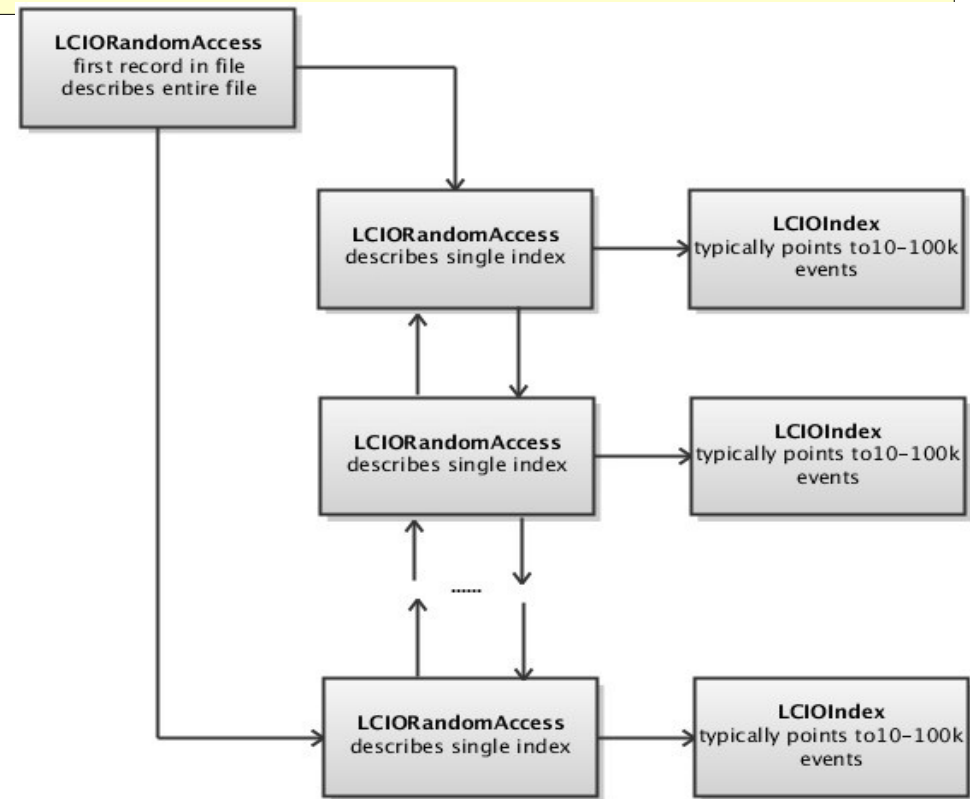 LCIORandomAccess
first record in file
describes entire file
LCIORandomAccess
describes single index
LCIOIndex
typically points to10-100k
events
LCIORandomAccess
describes single index
LCIOIndex
typically points to10-100k
events
......
LCIORandomAccess
describes single index
LCIOIndex
typically points to10-100k
events